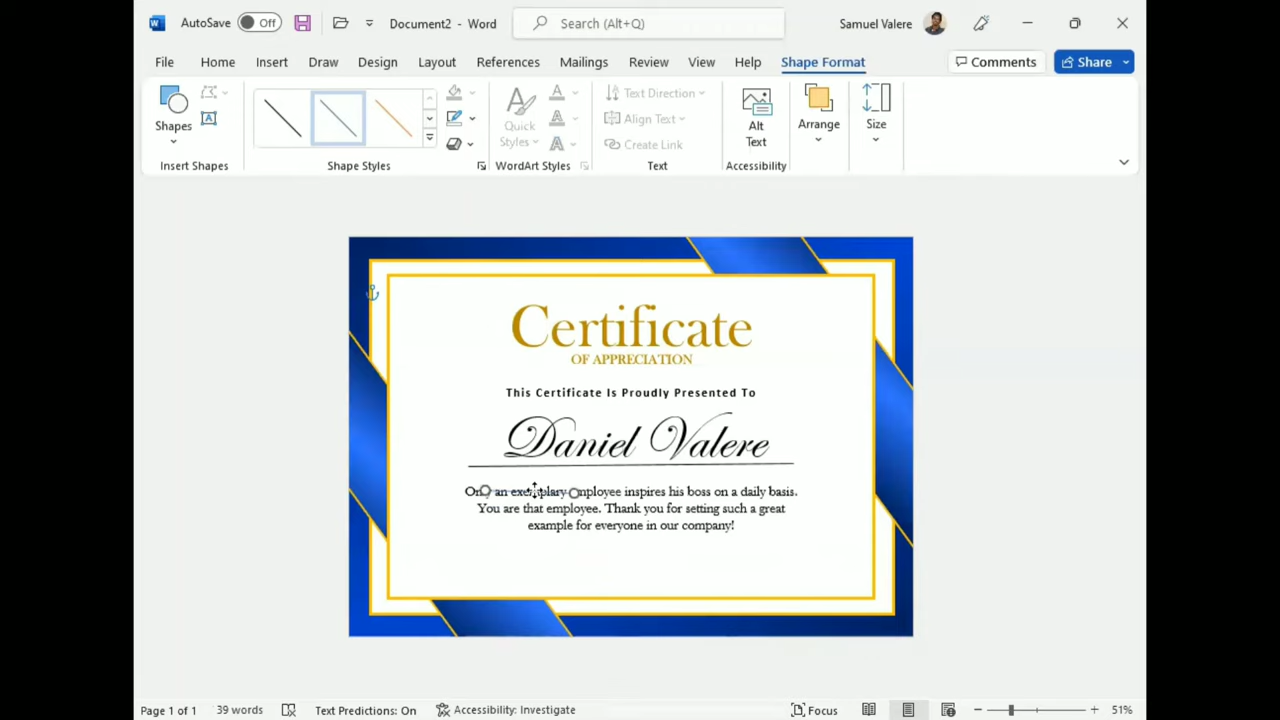 AutoSave Off Document2 - Word Search (Alt+Q) Samuel Valere
File Home Insert Draw Design Layout References Mailings Review View Help Shape Format Comments Share
Shapes
Insert Shapes
Shape Styles
Quick
Styles
WordArt Styles
Text Direction
Align Text
Create Link
Text
Alt
Text
Accessibility
Arrange
Size
Certificate
OF APPRECIATION
This Certificate Is Proudly Presented To
Daniel Valere
an exemplary employee inspires his boss on a daily basis.
You are that employee. Thank you for setting such a great
example for everyone in our company!
Page 1 of 1 39 words Text Predictions: On Accessibility: Investigate Focus 51%